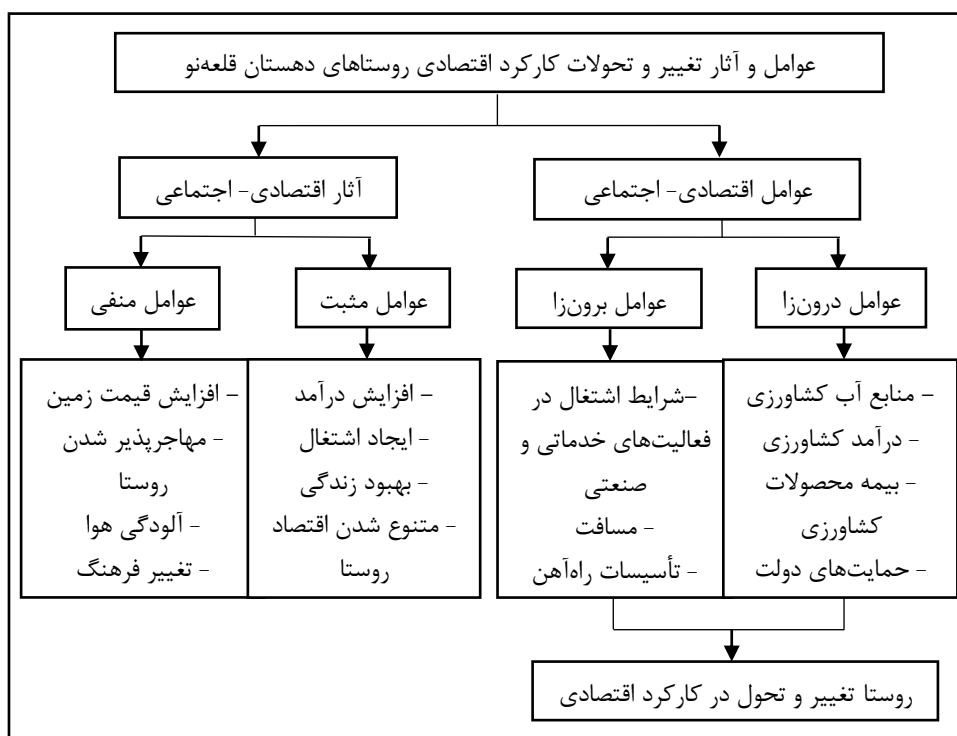 عوامل و آثار تغییر و تحولات کارکرد اقتصادی روستاهای دهستان قلعه‌نو
عوامل اقتصادی- اجتماعی
آثار اقتصادی- اجتماعی
عوامل درون‌زا
عوامل برون‌زا
عوامل مثبت
عوامل منفی
- منابع آب کشاورزی
- درآمد کشاورزی
- بیمه محصولات
کشاورزی
- حمایت‌های دولت
-شرایط اشتغال در
فعالیت‌های خدماتی و
صنعتی
- مسافت
- تأسیسات راه‌آهن
- افزایش درآمد
- ایجاد اشتغال
- بهبود زندگی
- متنوع شدن اقتصاد
روستا
- افزایش قیمت زمین
- مهاجرپذیر شدن
روستا
- آلودگی هوا
- تغییر فرهنگ
روستا تغییر و تحول در کارکرد اقتصادی